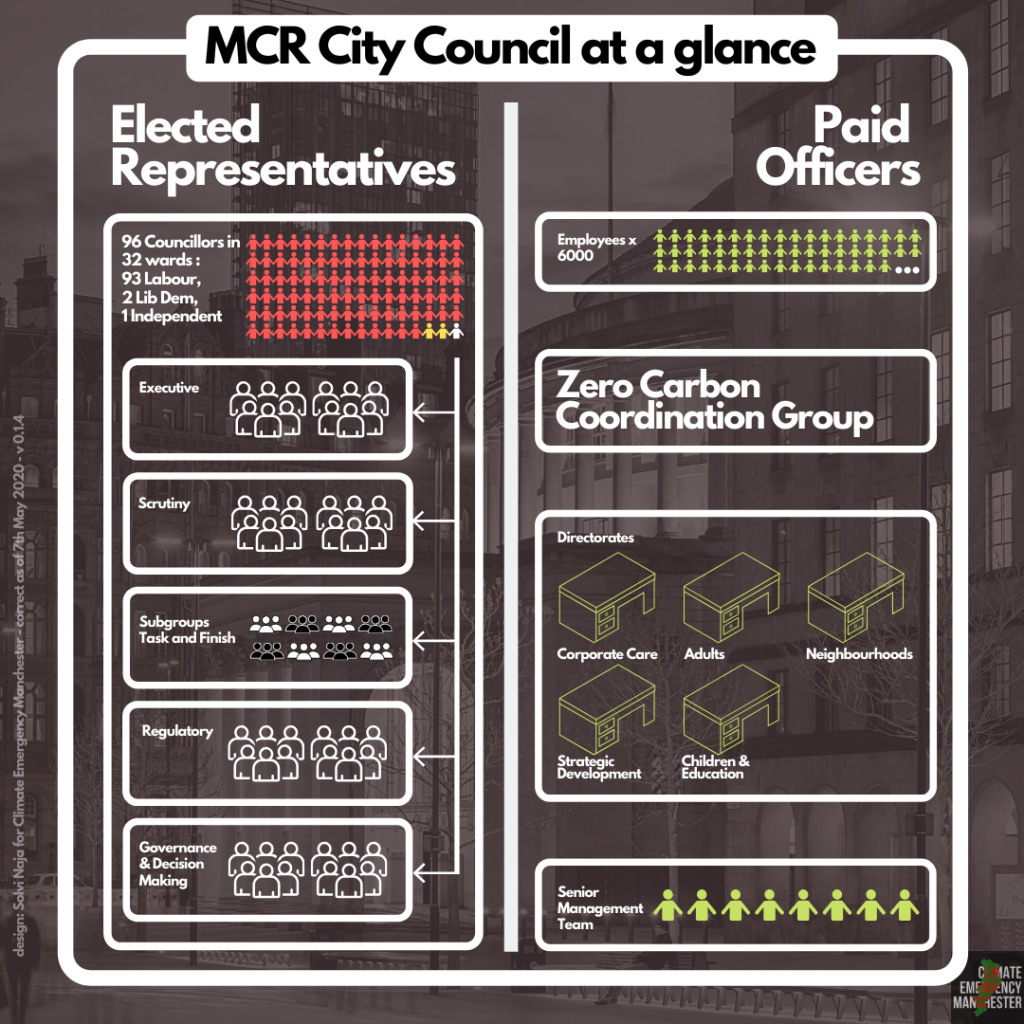 MCR City Council at a glance
Elected
Representatives
96 Councillors in
32 wards :
93 Labour,
2 Lib Dem,
1 Independent
Executive
Scrutiny
Subgroups
Task and Finish
Regulatory
Governance
& Decision
Making
Paid
Officers
Employees x
6000
...
Zero Carbon
Coordination Group
Directorates
Corporate Care
Adults
Neighbourhoods
Strategic
Development
Children &
Education
Senior
Management
Team
design: Solvi Naja for Climate Emergency Manchester - correct as of 7th May 2020 - v 0.1.4
CLIMATE
EMERGENCY
MANCHESTER